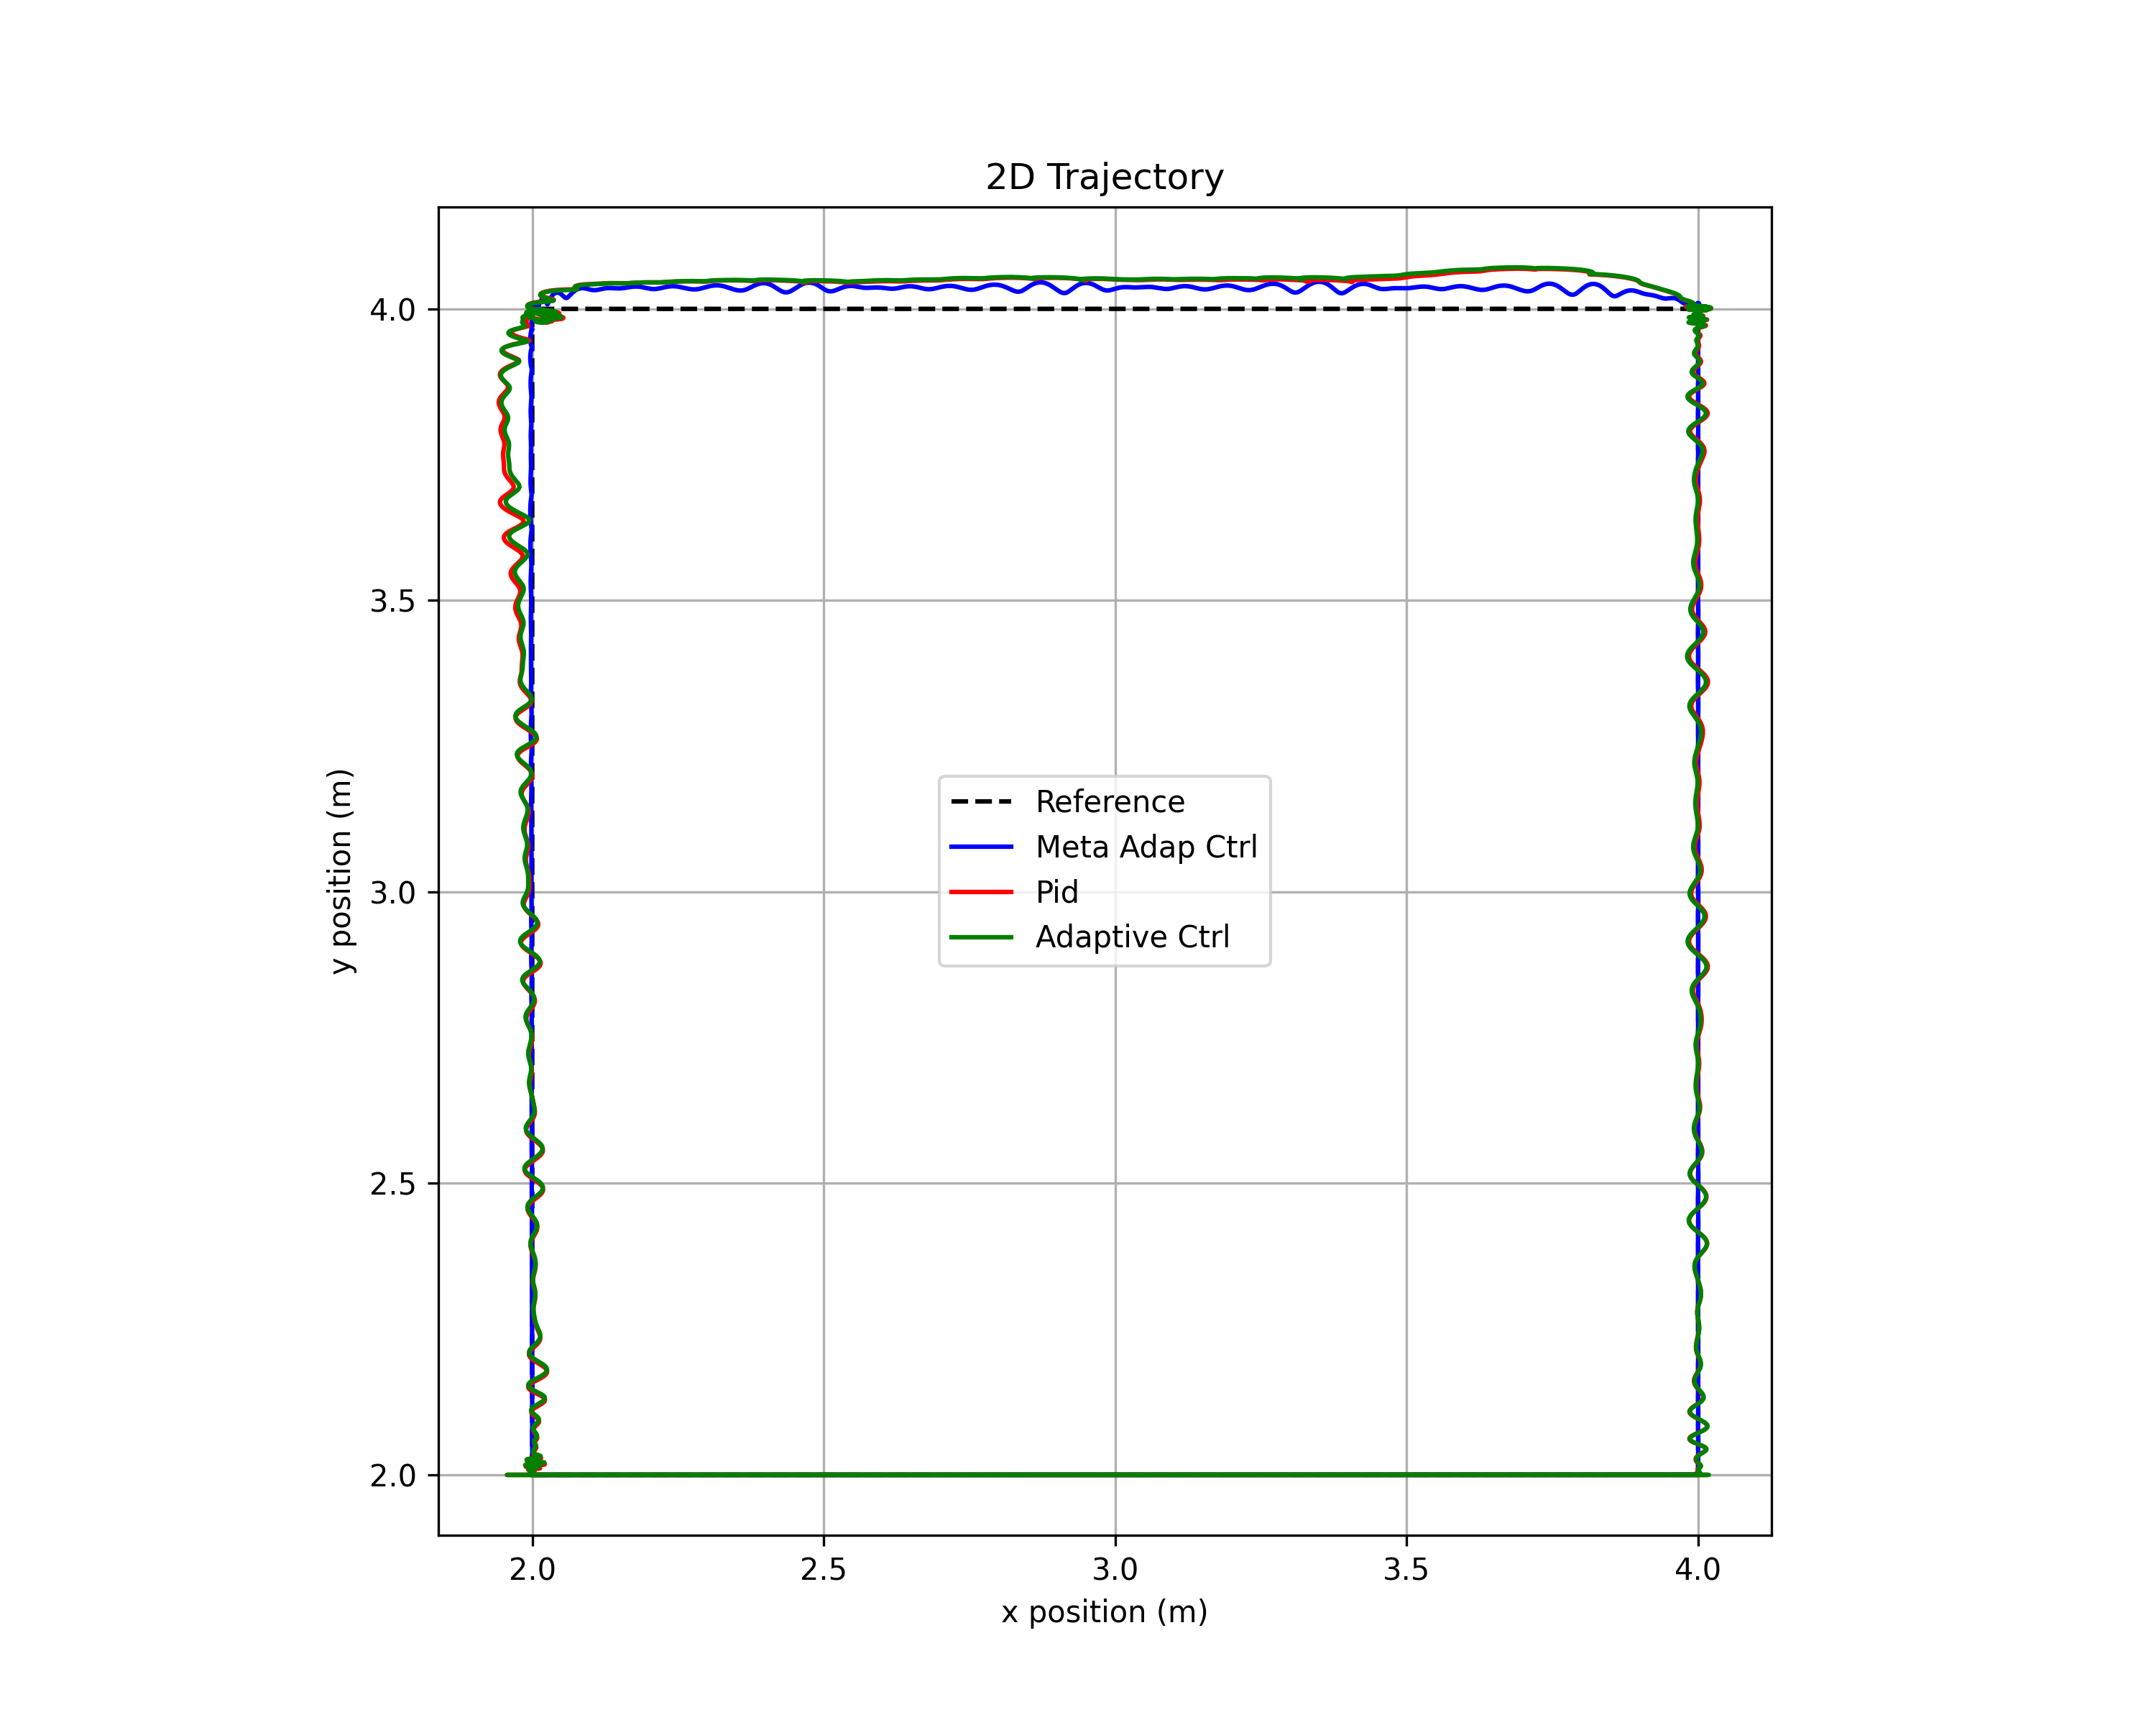 2D Trajectory
4.0
3.5
3.0
2.5
2.0
y position (m)
Reference
Meta Adap Ctrl
Pid
Adaptive Ctrl
2.0 2.5 3.0 3.5 4.0
x position (m)